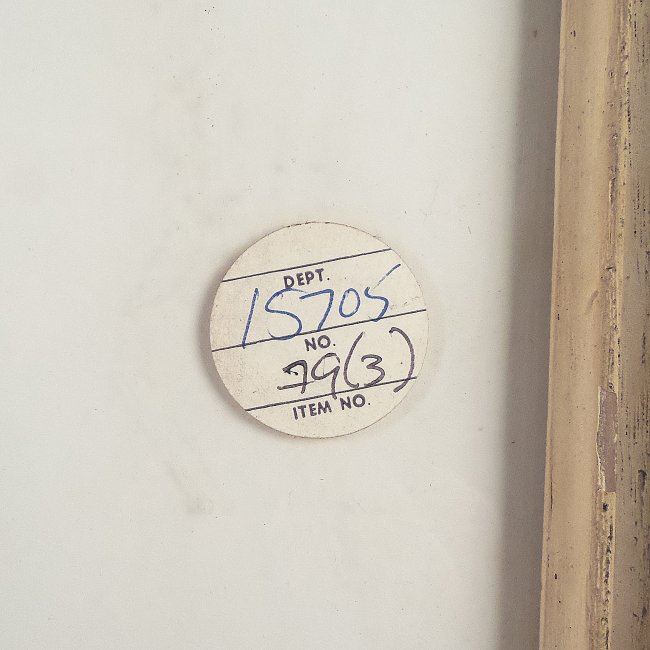 DEPT.
15705
NO.
79(3)
ITEM NO.